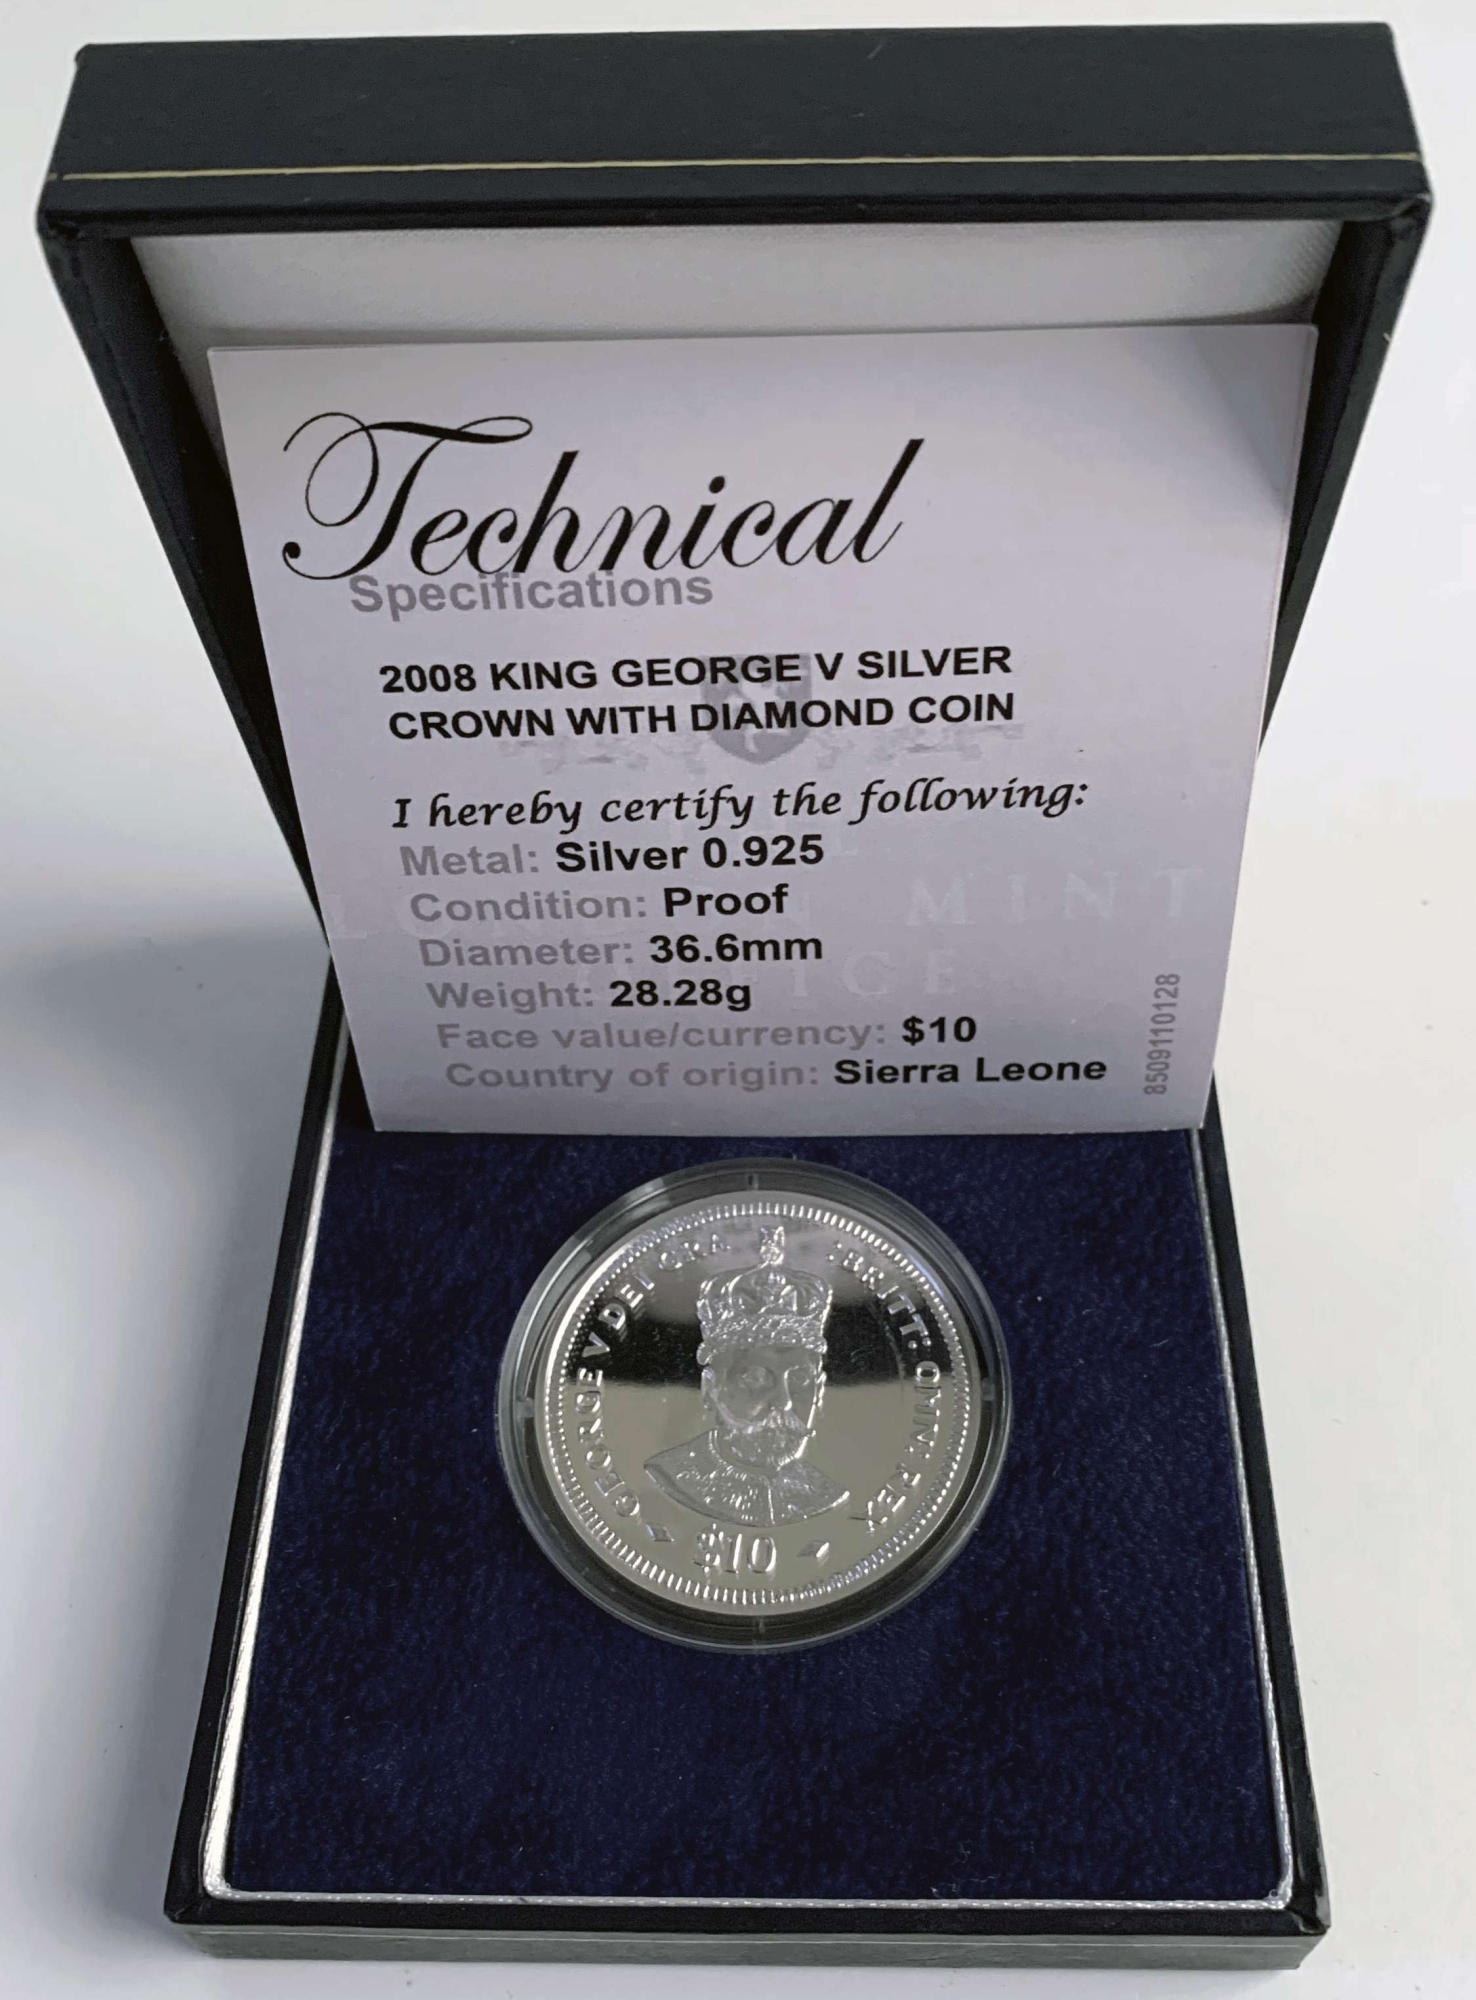 Technical
Specifications
2008 KING GEORGE V SILVER
CROWN WITH DIAMOND COIN
I hereby certify the following:
Metal: Silver 0.925
Condition: Proof
Diameter: 36.6mm
Weight: 28.28g
Face value/currency: $10
Country of origin: Sierra Leone
8509110128
MINT
GEORGE V DEI GRA :BRITT: OMN: REX
$10